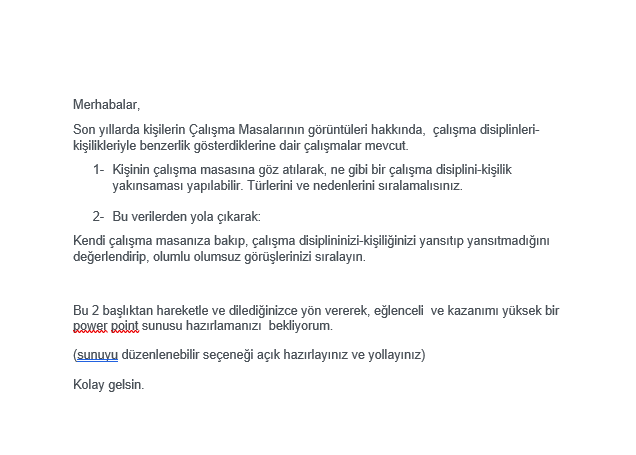 Merhabalar,
Son yıllarda kişilerin Çalışma Masalarının görüntüleri hakkında,  çalışma disiplinleri-
kişilikleriyle benzerlik gösterdiklerine dair çalışmalar mevcut.
1- Kişinin çalışma masasına göz atılarak, ne gibi bir çalışma disiplini-kişilik
yakınsaması yapılabilir. Türlerini ve nedenlerini sıralamalısınız.
2- Bu verilerden yola çıkarak:
Kendi çalışma masanıza bakıp, çalışma disiplininizi-kişiliğinizi yansıtıp yansıtmadığını
değerlendirip, olumlu olumsuz görüşlerinizi sıralayın.
Bu 2 başlıktan hareketle ve dilediğinizce yön vererek, eğlenceli  ve kazanımı yüksek bir
power point sunusu hazırlamanızı  bekliyorum.
(sunuyu düzenlenebilir seçeneği açık hazırlayınız ve yollayınız)
Kolay gelsin.